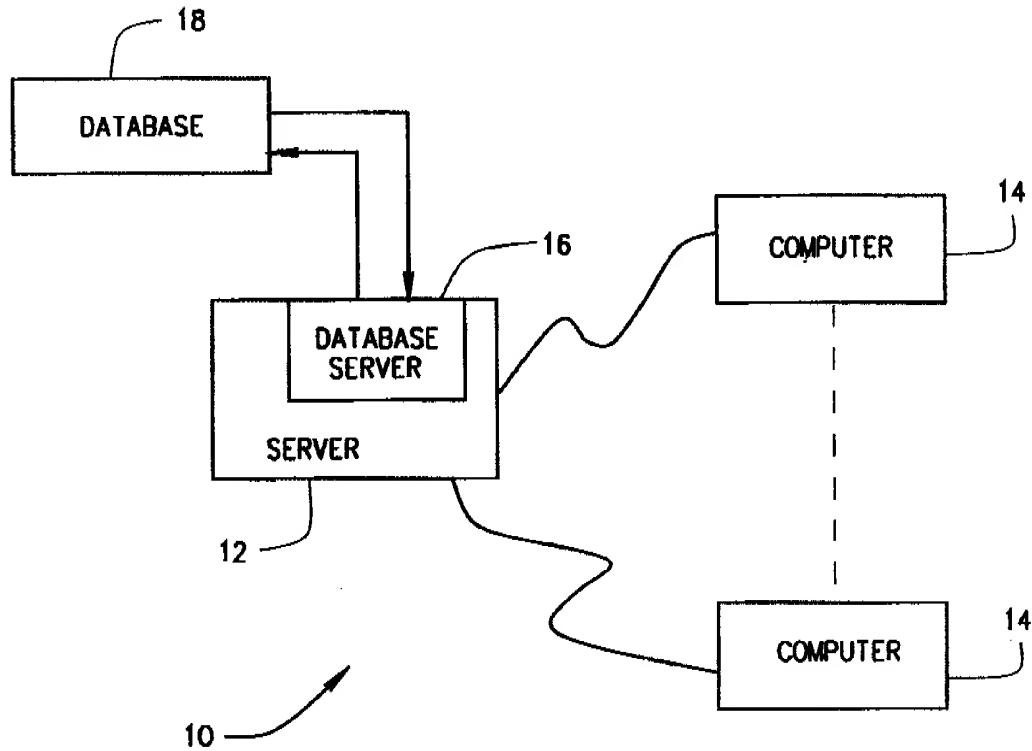 18
DATABASE
14
COMPUTER
16
DATABASE
SERVER
SERVER
12
14
COMPUTER
10